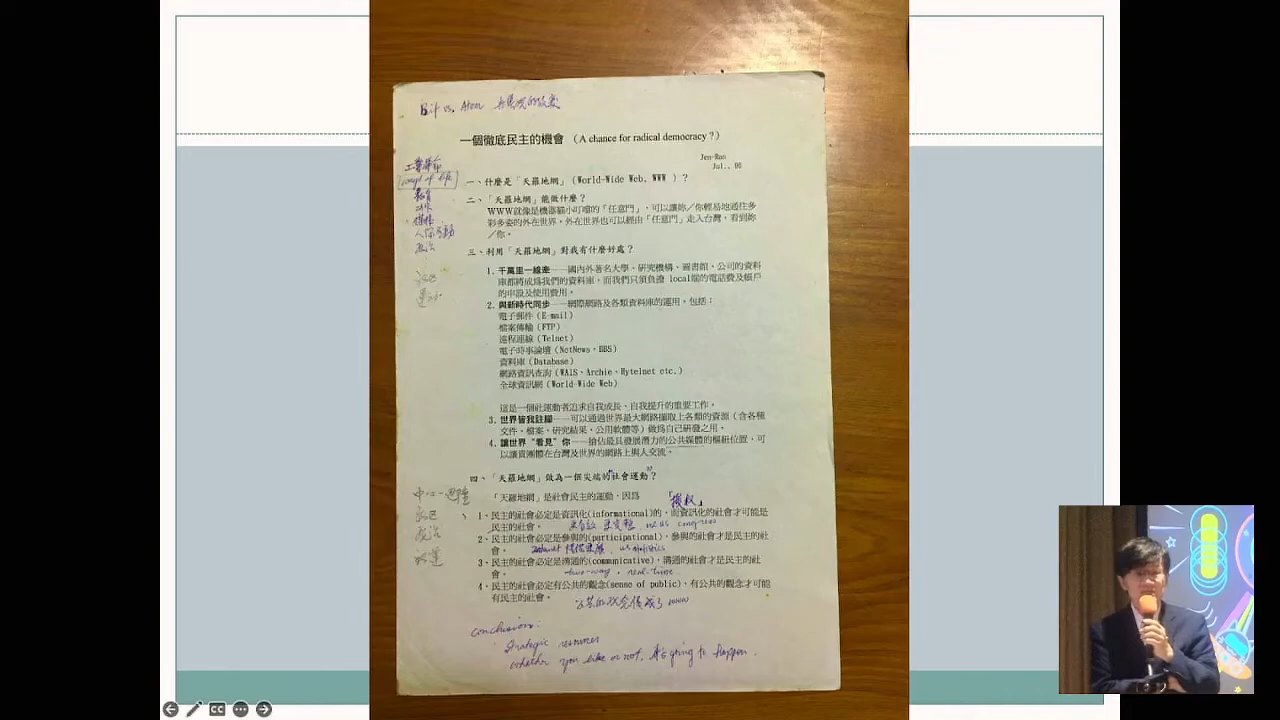 Bit vs. Atom
一個徹底民主的機會 (A chance for radical democracy?)
Jen-Ran
Jul., 96
工業革命
一、什麼是「天羅地網」(World-Wide Web, WWW )?
二、「天羅地網」能做什麼?
WWW就像是機器貓小叮噹的「任意門」，可以讓妳／你輕易地通往多
彩多姿的外在世界，外在世界也可以經由「任意門」走入台灣，看到妳
／你。
三、利用「天羅地網」對我有什麼好處?
1. 千萬里一線牽——國內外著名大學、研究機構、圖書館、公司的資料
庫都將成為我們的資料庫，而我們只須負擔 local端的電話費及帳戶
的申設及使用費用。
2. 與新時代同步——網際網路及各類資料庫的運用。包括：
電子郵件(E-mail)
檔案傳輸(FTP)
遠程連線(Telnet)
電子時事論壇(NetNews、BBS)
資料庫(Database)
網路資訊查詢(WAIS、Archie、Hytelnet etc.)
全球資訊網(World-Wide Web)
這是一個社運動者追求自我成長、自我提升的重要工作。
3. 世界皆我註腳——可以通過世界最大網路擷取上各類的資源（含各種
文件、檔案、研究結果、公用軟體等）做為自己研發之用。
4. 讓世界“看見”你——搶佔最具發展潛力的公共媒體的樞紐位置，可
以讓貴團體在台灣及世界的網路上與人交流。
四、「天羅地網」做為一個尖端的"社會運動"?
「天羅地網」是社會民主的運動，因為
「授权」
1、民主的社會必定是資訊化(informational)的，而資訊化的社會才可能是
民主的社會。 us congress
2、民主的社會必定是參與的(participational)，參與的社會才是民主的社
會。
3、民主的社會必定是溝通的(communicative)，溝通的社會才是民主的社
會。 two-way, real-time
4、民主的社會必定有公共的觀念(sense of public)，有公共的觀念才可能
有民主的社會。
conclusion:
Strategic resources
whether you like or not, it's going to happen.